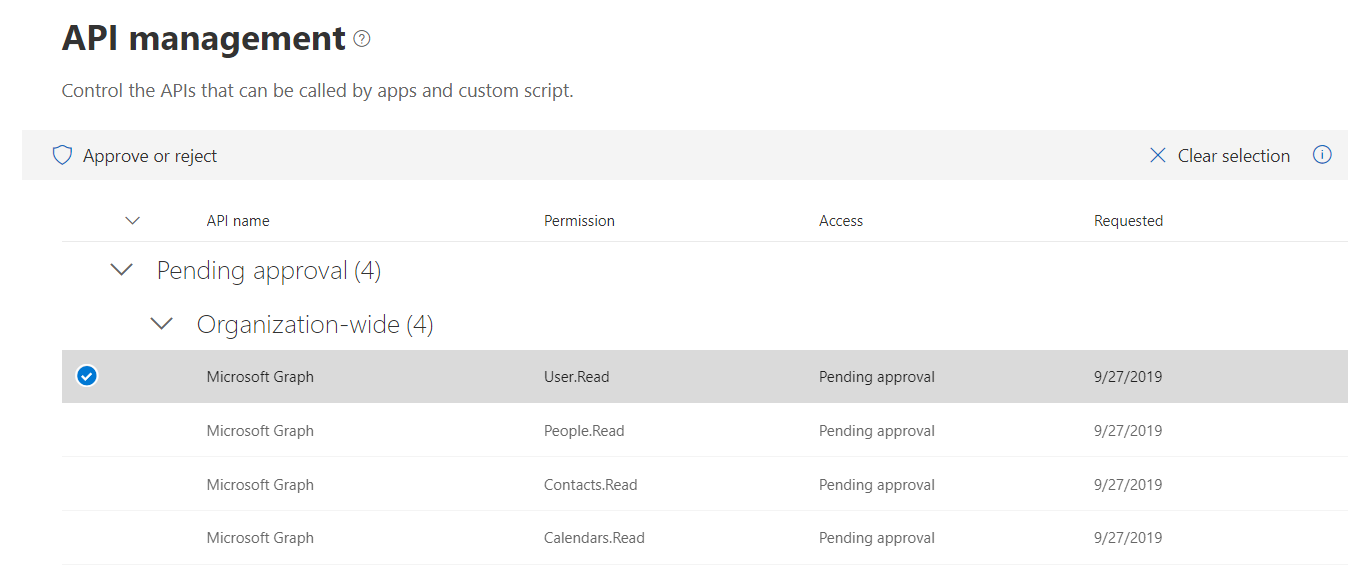 API management
Control the APIs that can be called by apps and custom script.
Approve or reject Clear selection
API name Permission Access Requested
Pending approval (4)
Organization-wide (4)
Microsoft Graph User.Read Pending approval 9/27/2019
Microsoft Graph People.Read Pending approval 9/27/2019
Microsoft Graph Contacts.Read Pending approval 9/27/2019
Microsoft Graph Calendars.Read Pending approval 9/27/2019